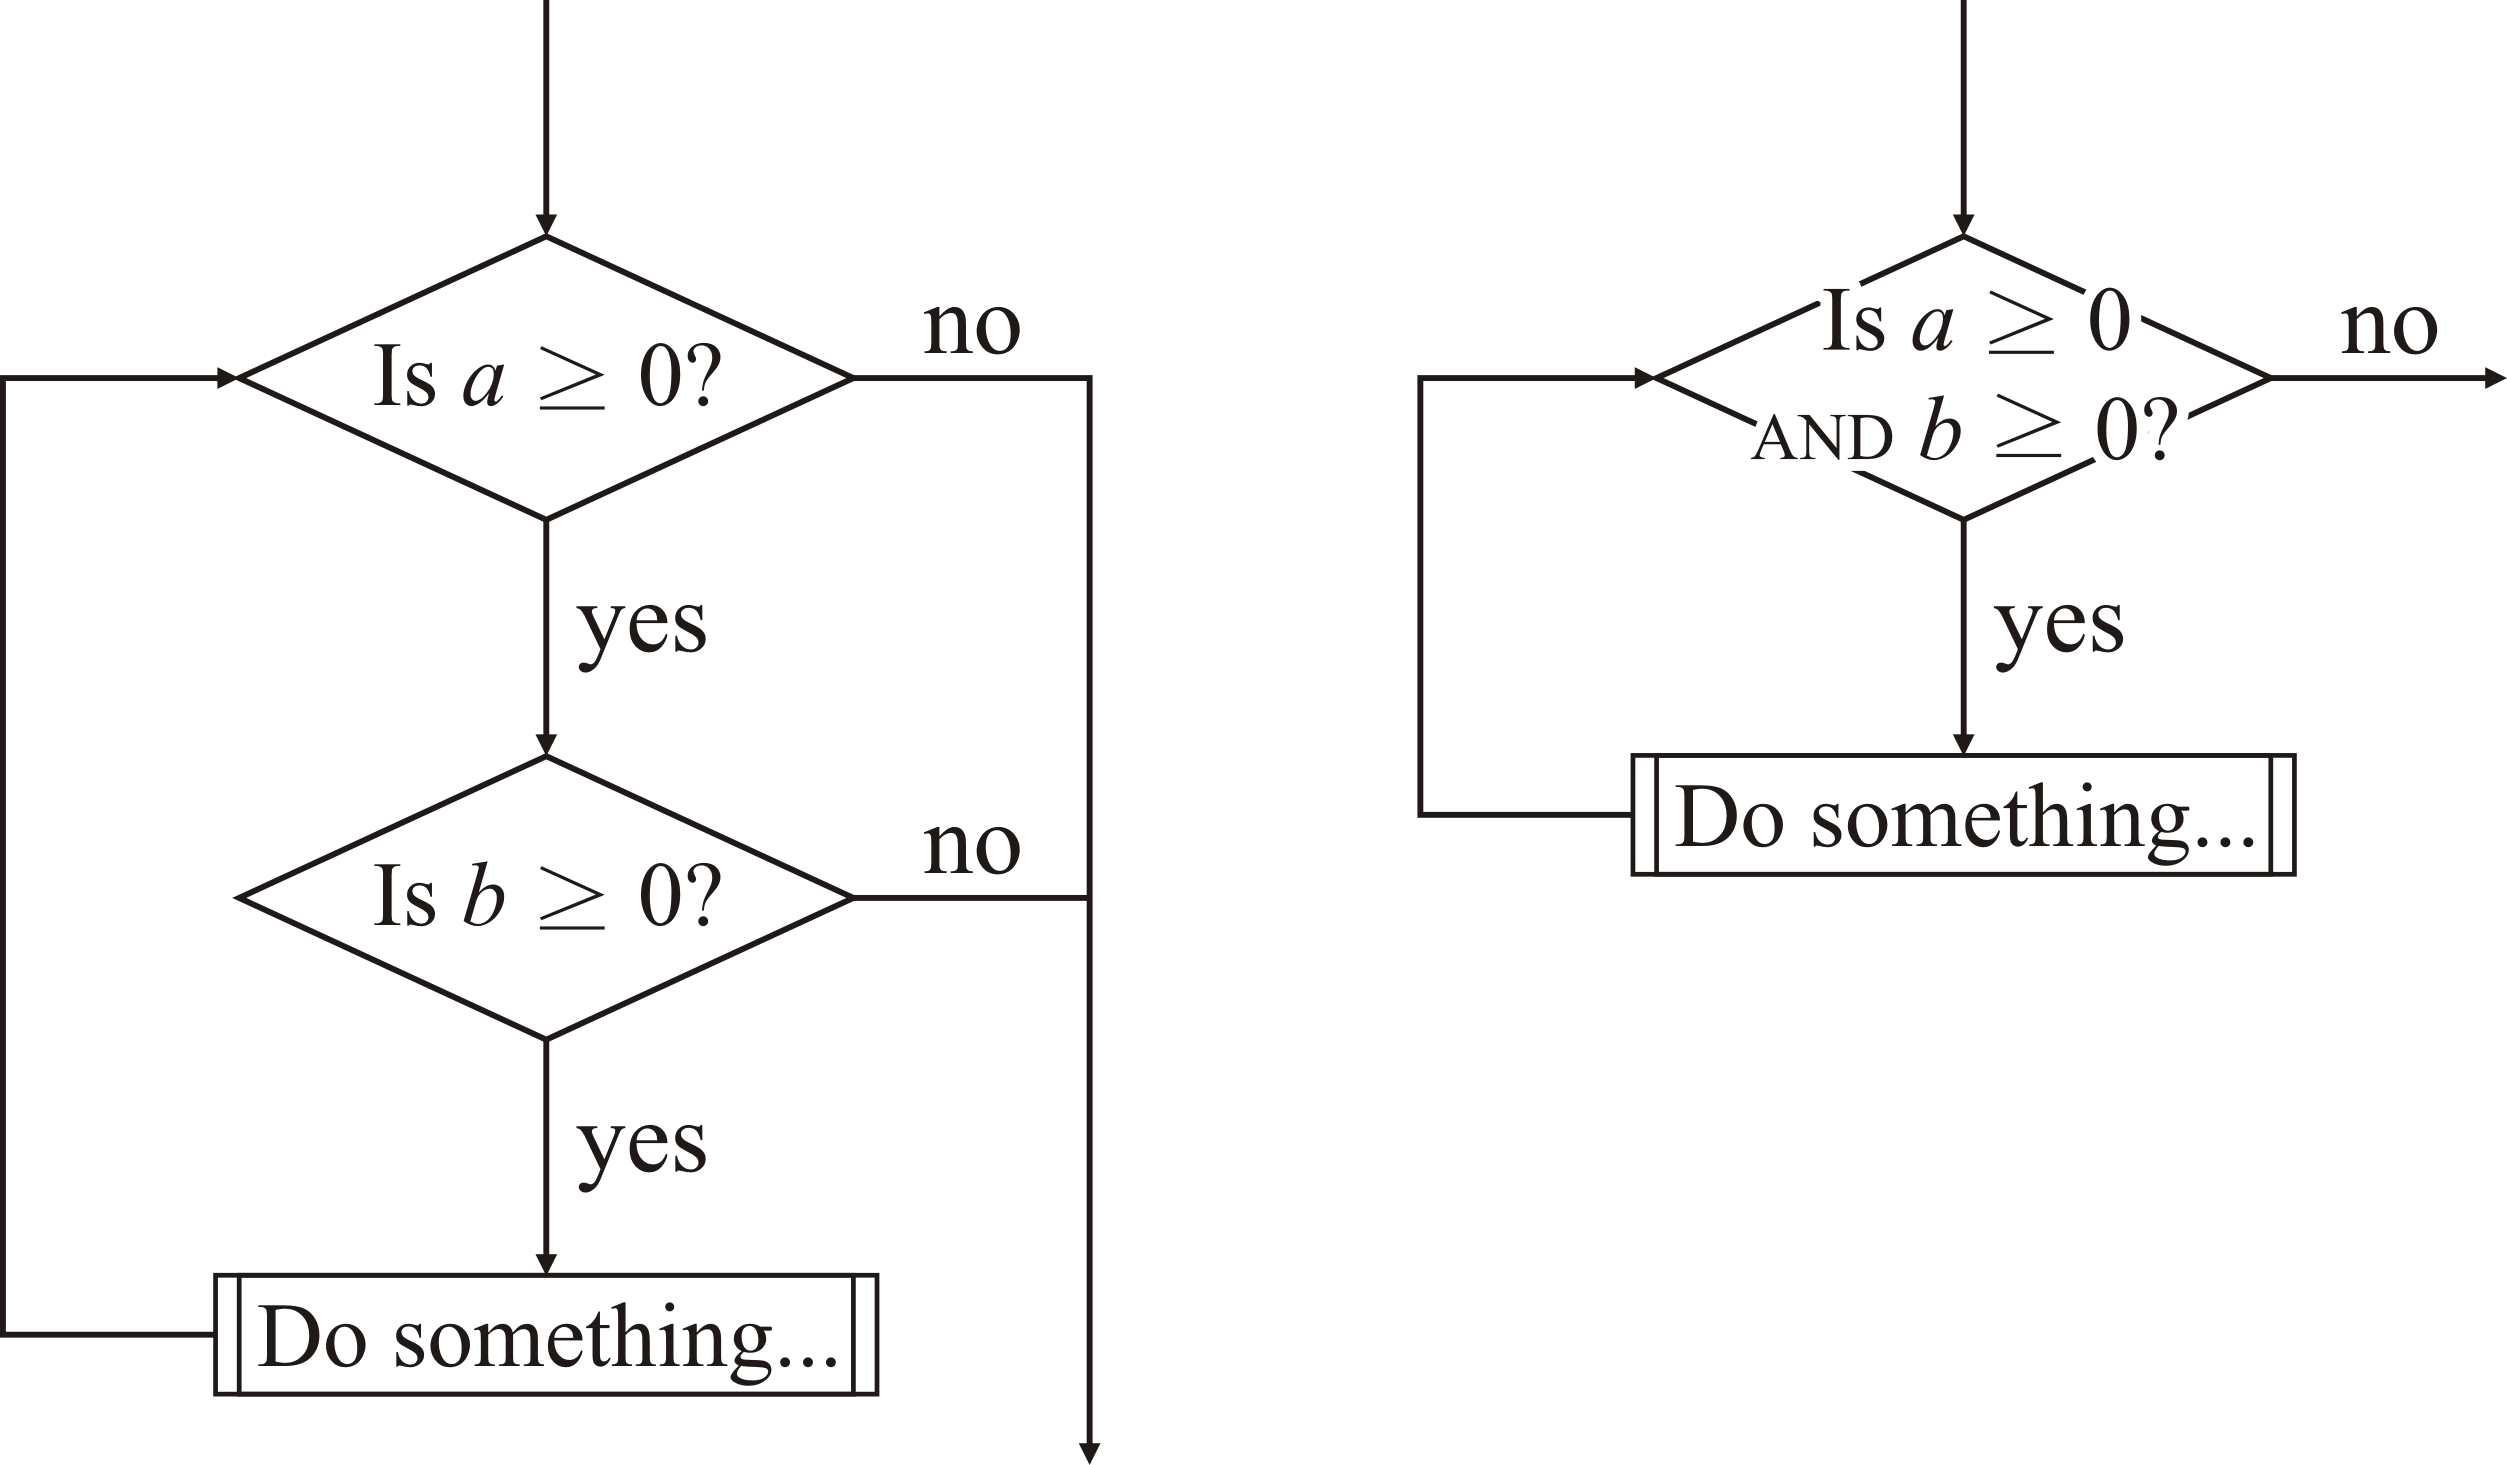 Is a ≥ 0?
no
yes
Is b ≥ 0?
no
yes
Do something...
Is a ≥ 0
AND b ≥ 0?
no
yes
Do something...